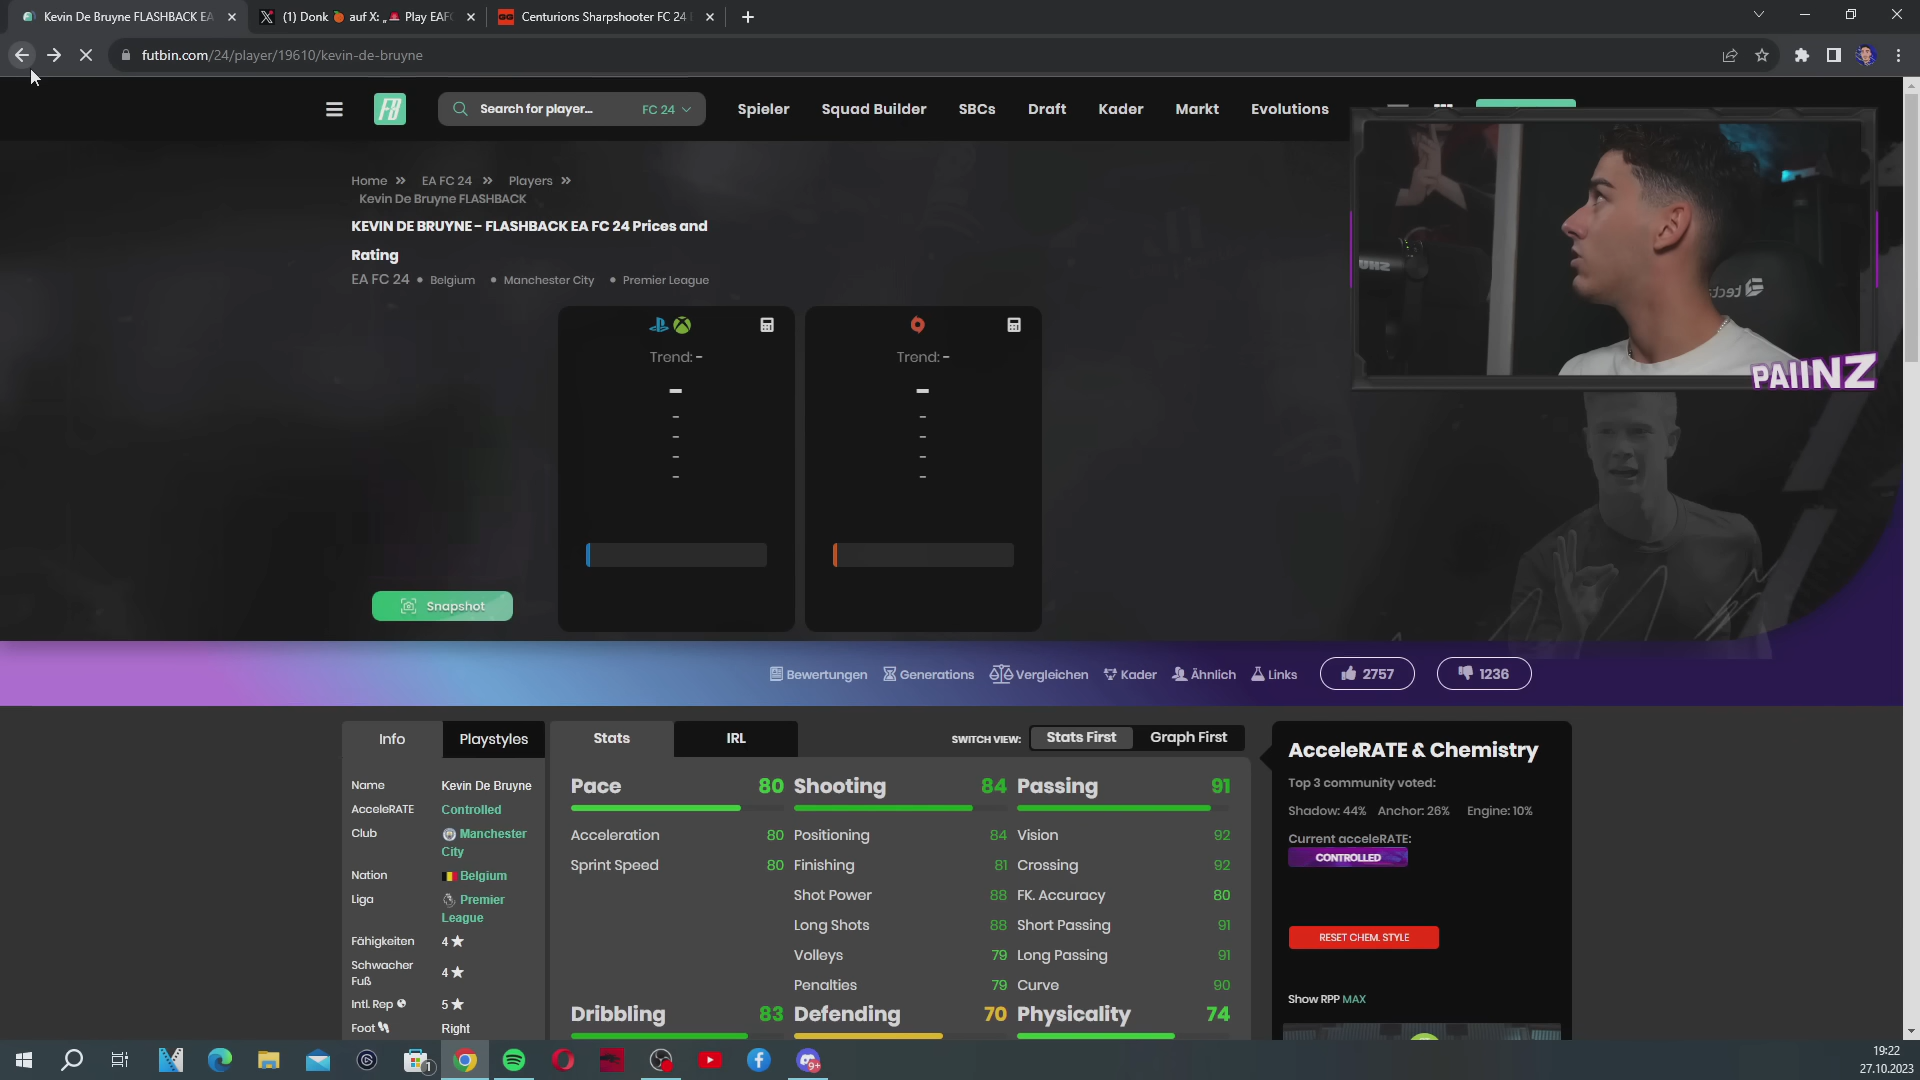 Kevin De Bruyne FLASHBACK EA
(1) Donk 🍑 auf X: „🚨 Play EAFC
Centurions Sharpshooter FC 24
futbin.com/24/player/19610/kevin-de-bruyne
FB
Search for player...
FC 24
Spieler
Squad Builder
SBCs
Draft
Kader
Markt
Evolutions
Home » EA FC 24 » Players »
Kevin De Bruyne FLASHBACK
KEVIN DE BRUYNE - FLASHBACK EA FC 24 Prices and
Rating
EA FC 24 • Belgium • Manchester City • Premier League
Trend: -
-
-
-
-
-
Trend: -
-
-
-
-
-
PAIINZ
Snapshot
Bewertungen
Generations
Vergleichen
Kader
Ähnlich
Links
2757
1236
Info
Playstyles
Name Kevin De Bruyne
AcceleRATE Controlled
Club Manchester
City
Nation Belgium
Liga Premier
League
Fähigkeiten 4★
Schwacher
Fuß 4★
Intl. Rep 5★
Foot Right
Stats
IRL
SWITCH VIEW:
Stats First
Graph First
Pace 80
Acceleration 80
Sprint Speed 80
Shooting 84
Positioning 84
Finishing 81
Shot Power 88
Long Shots 88
Volleys 79
Penalties 79
Passing 91
Vision 92
Crossing 92
FK. Accuracy 80
Short Passing 91
Long Passing 91
Curve 90
Dribbling 83
Defending 70
Physicality 74
AcceleRATE & Chemistry
Top 3 community voted:
Shadow: 44% Anchor: 26% Engine: 10%
Current acceleRATE:
CONTROLLED
RESET CHEM. STYLE
Show RPP MAX
1
9+
19:22
27.10.2023